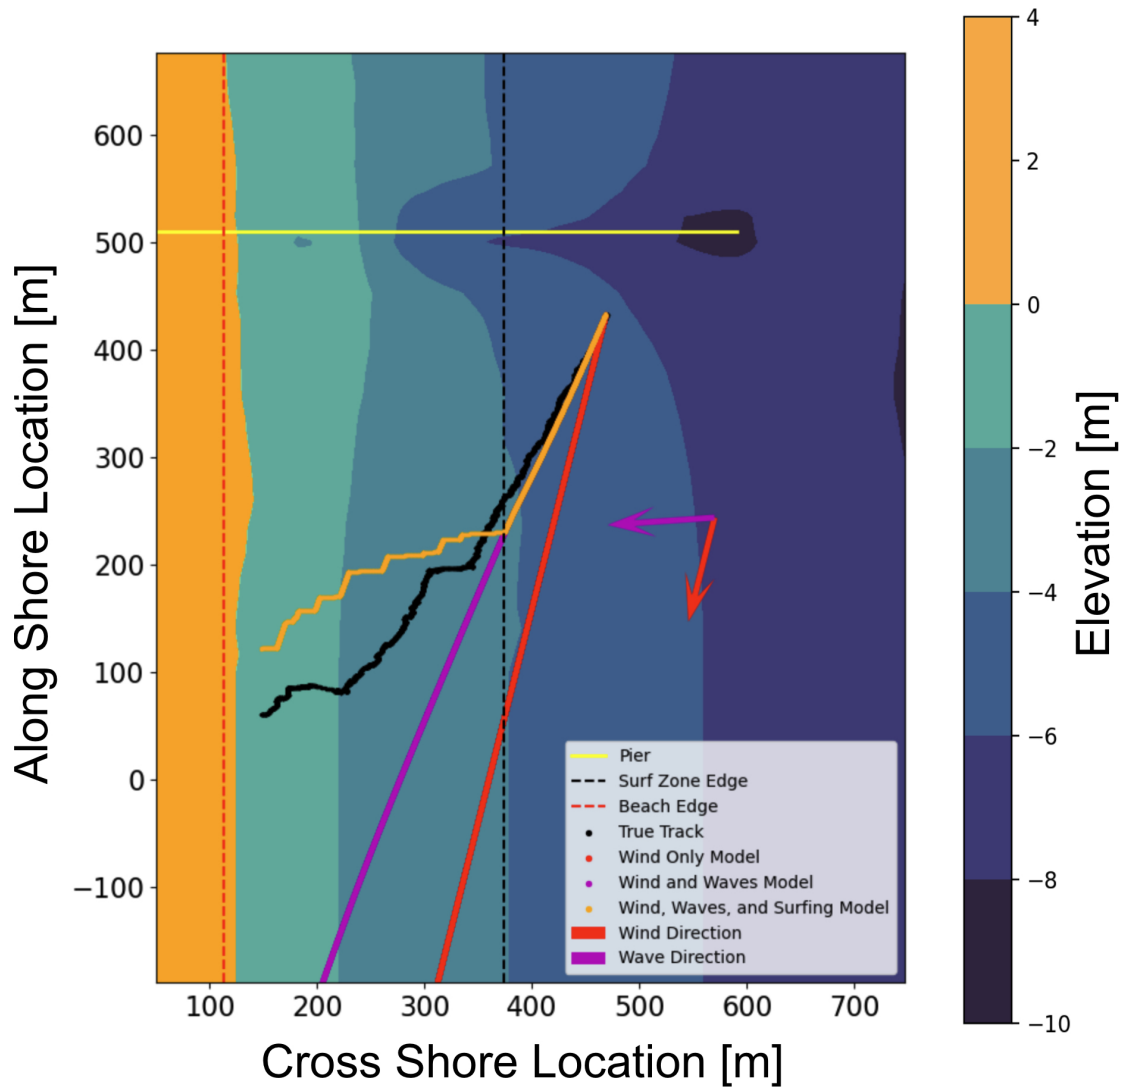 Along Shore Location [m]
600
500
400
300
200
100
0
−100
100
200
300
400
500
600
700
Cross Shore Location [m]
Pier
Surf Zone Edge
Beach Edge
True Track
Wind Only Model
Wind and Waves Model
Wind, Waves, and Surfing Model
Wind Direction
Wave Direction
4
2
0
−2
−4
−6
−8
−10
Elevation [m]